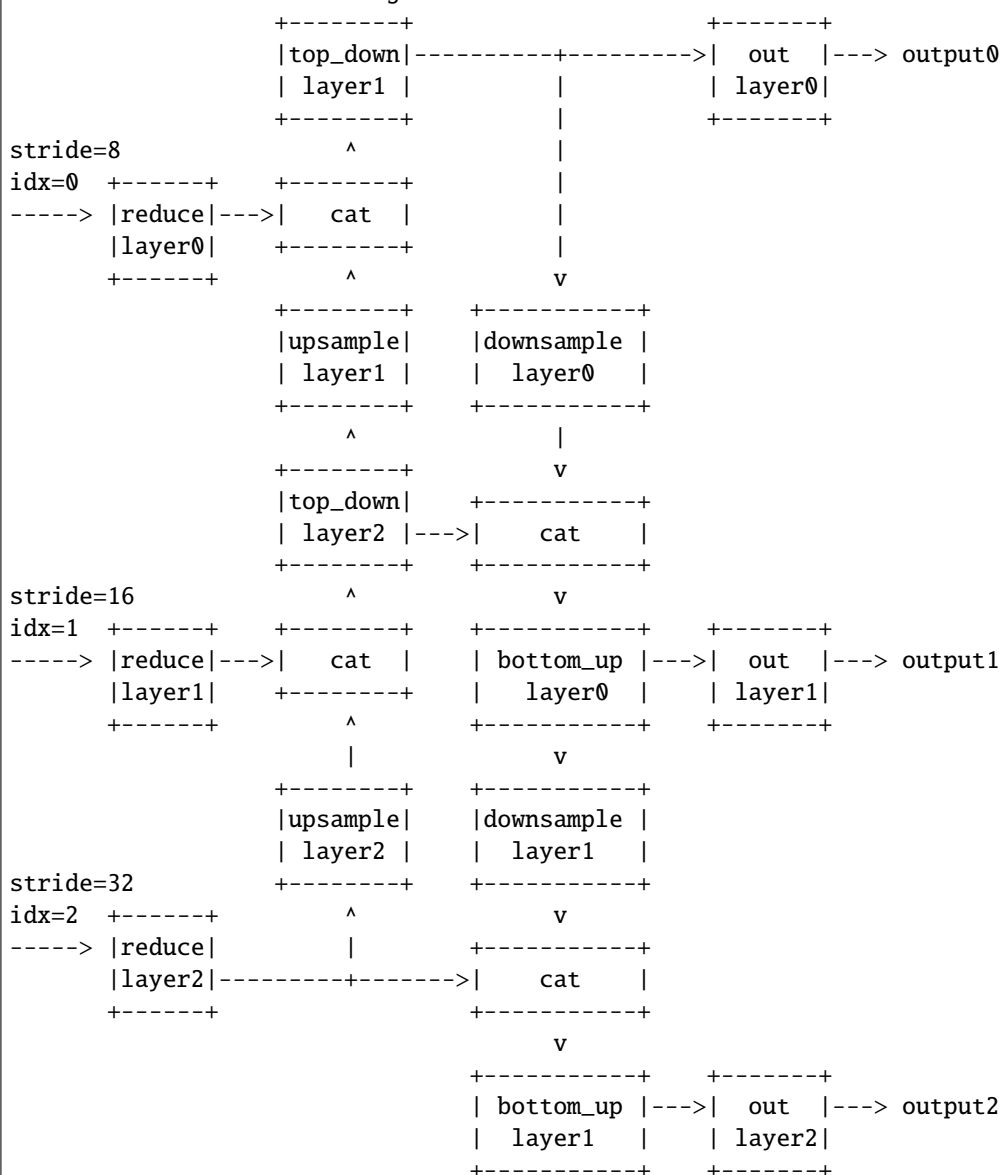 +--------+ +-------+
|top_down|----------+--------->| out |---> output0
| layer1 | | | layer0|
+--------+ | +-------+
stride=8 ^ |
idx=0 +------+ +--------+ |
-----> |reduce|--->| cat | |
|layer0| +--------+ |
+------+ ^ v
+--------+ +-----------+
|upsample| |downsample |
| layer1 | | layer0 |
+--------+ +-----------+
^ |
+--------+ v
|top_down| +-----------+
| layer2 |--->| cat |
+--------+ +-----------+
stride=16 ^ v
idx=1 +------+ +--------+ +-----------+ +-------+
-----> |reduce|--->| cat | | bottom_up |--->| out |---> output1
|layer1| +--------+ | layer0 | | layer1|
+------+ ^ +-----------+ +-------+
| v
+--------+ +-----------+
|upsample| |downsample |
| layer2 | | layer1 |
stride=32 +--------+ +-----------+
idx=2 +------+ ^ v
-----> |reduce| | +-----------+
|layer2|---------+------->| cat |
+------+ +-----------+
v
+-----------+ +-------+
| bottom_up |--->| out |---> output2
| layer1 | | layer2|
+-----------+ +-------+